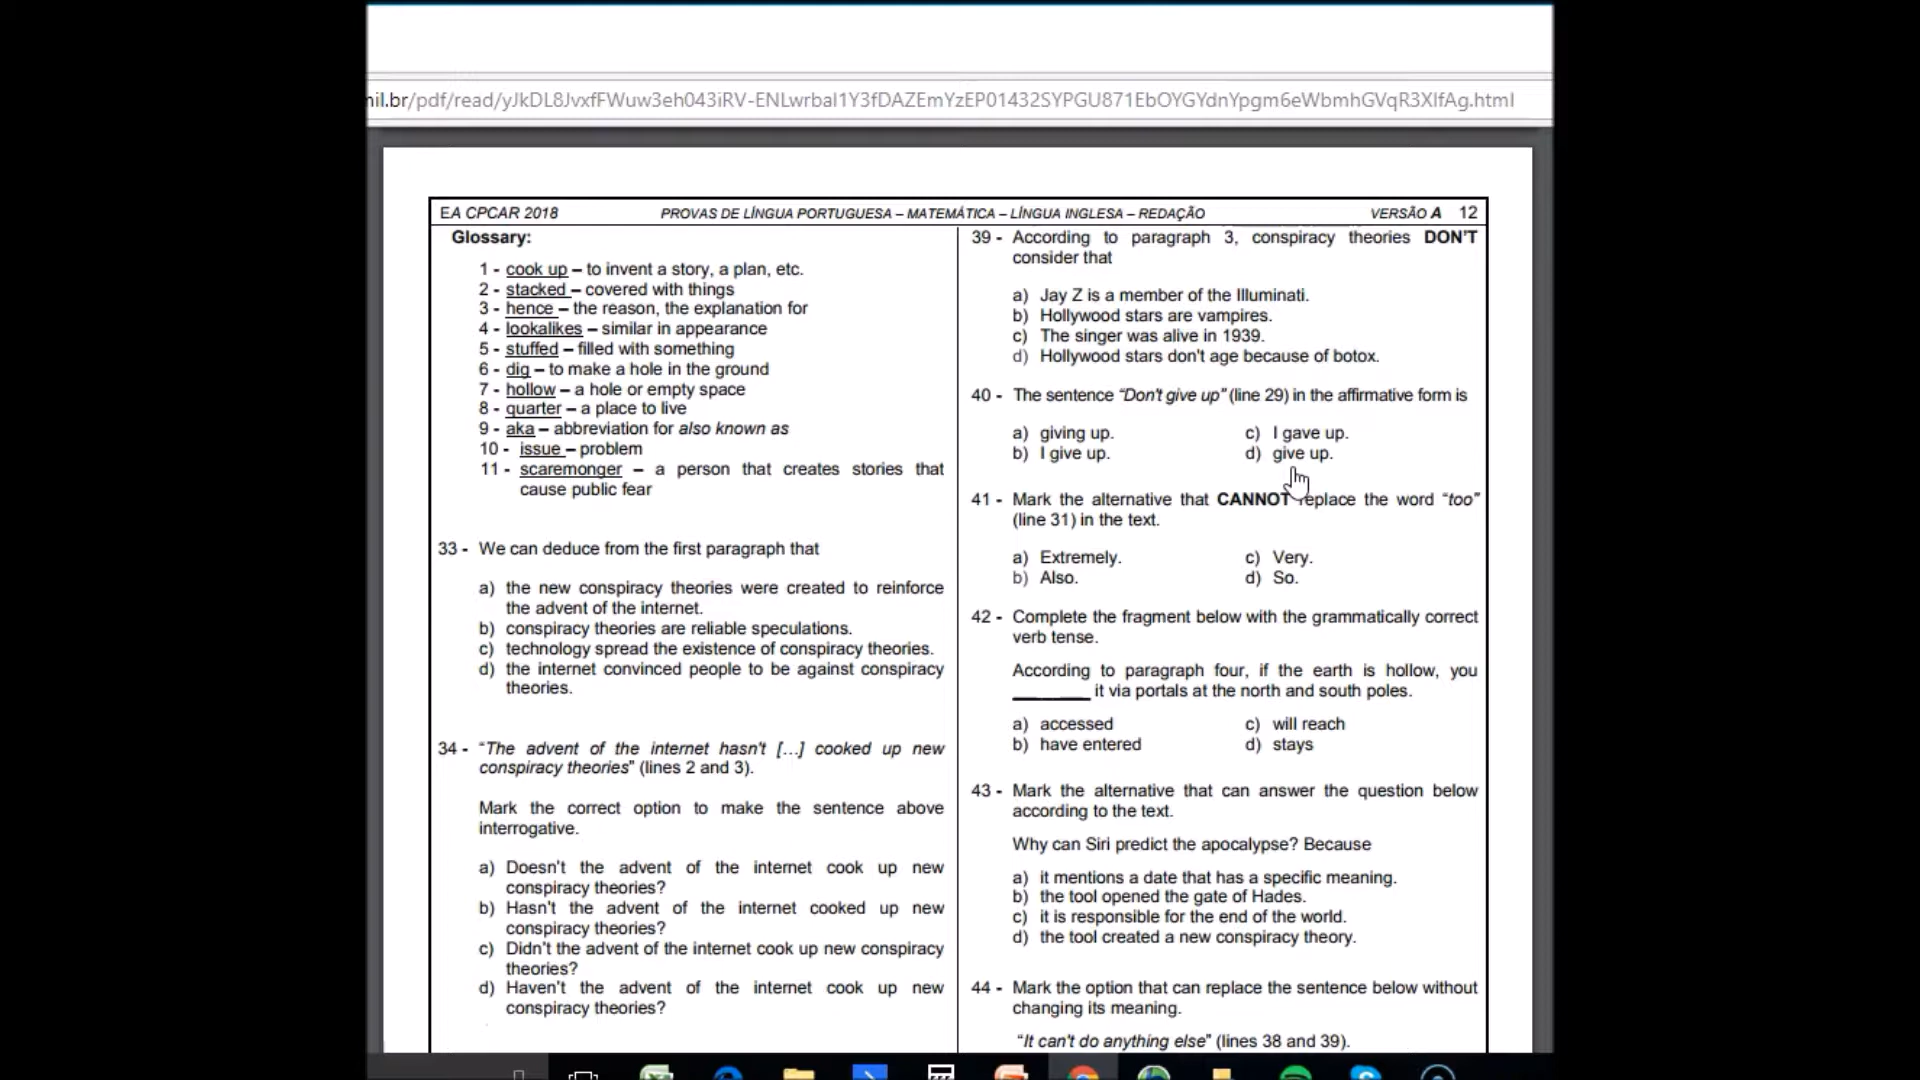 nil.br/pdf/read/yJkDL8JvxfFWuw3eh043iRV-ENLwrbal1Y3fDAZEmYzEP01432SYPGU871EbOYGYdnYpgm6eWbmhGVqR3XIfAg.html
EA CPCAR 2018 PROVAS DE LÍNGUA PORTUGUESA – MATEMÁTICA – LÍNGUA INGLESA – REDAÇÃO VERSÃO A 12
Glossary:
1 - cook up – to invent a story, a plan, etc.
2 - stacked – covered with things
3 - hence – the reason, the explanation for
4 - lookalikes – similar in appearance
5 - stuffed – filled with something
6 - dig – to make a hole in the ground
7 - hollow – a hole or empty space
8 - quarter – a place to live
9 - aka – abbreviation for also known as
10 - issue – problem
11 - scaremonger – a person that creates stories that
cause public fear
33 - We can deduce from the first paragraph that
a) the new conspiracy theories were created to reinforce
the advent of the internet.
b) conspiracy theories are reliable speculations.
c) technology spread the existence of conspiracy theories.
d) the internet convinced people to be against conspiracy
theories.
34 - “The advent of the internet hasn't [...] cooked up new
conspiracy theories” (lines 2 and 3).
Mark the correct option to make the sentence above
interrogative.
a) Doesn't the advent of the internet cook up new
conspiracy theories?
b) Hasn't the advent of the internet cooked up new
conspiracy theories?
c) Didn't the advent of the internet cook up new conspiracy
theories?
d) Haven't the advent of the internet cook up new
conspiracy theories?
39 - According to paragraph 3, conspiracy theories DON'T
consider that
a) Jay Z is a member of the Illuminati.
b) Hollywood stars are vampires.
c) The singer was alive in 1939.
d) Hollywood stars don't age because of botox.
40 - The sentence “Don't give up” (line 29) in the affirmative form is
a) giving up. c) I gave up.
b) I give up. d) give up.
41 - Mark the alternative that CANNOT replace the word “too”
(line 31) in the text.
a) Extremely. c) Very.
b) Also. d) So.
42 - Complete the fragment below with the grammatically correct
verb tense.
According to paragraph four, if the earth is hollow, you
________ it via portals at the north and south poles.
a) accessed c) will reach
b) have entered d) stays
43 - Mark the alternative that can answer the question below
according to the text.
Why can Siri predict the apocalypse? Because
a) it mentions a date that has a specific meaning.
b) the tool opened the gate of Hades.
c) it is responsible for the end of the world.
d) the tool created a new conspiracy theory.
44 - Mark the option that can replace the sentence below without
changing its meaning.
“It can't do anything else” (lines 38 and 39).